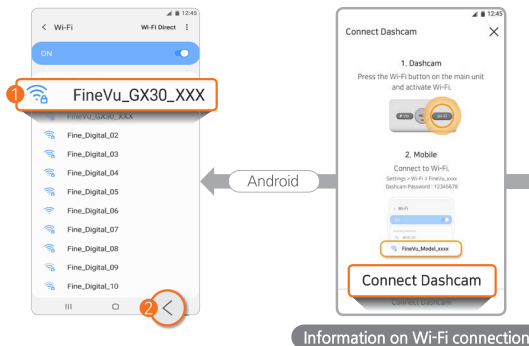 12:45
Wi-Fi
Wi-Fi Direct
ON
1
FineVu_GX30_XXX
FineVU_GX30_XXX
Fine_Digital_02
Fine_Digital_03
Fine_Digital_04
Fine_Digital_05
Fine_Digital_06
Fine_Digital_07
Fine_Digital_08
Fine_Digital_09
Fine_Digital_10
2
Android
12:45
Connect Dashcam
1. Dashcam
Press the Wi-Fi button on the main unit
and activate Wi-Fi.
Wi-Fi
2. Mobile
Connect to Wi-Fi.
Settings > Wi-Fi > FineVu_xxxx
Dashcam Password : 12345678
Wi-Fi
ON
FineVu_Model_xxxx
Connect Dashcam
Connect Dashcam
Information on Wi-Fi connection